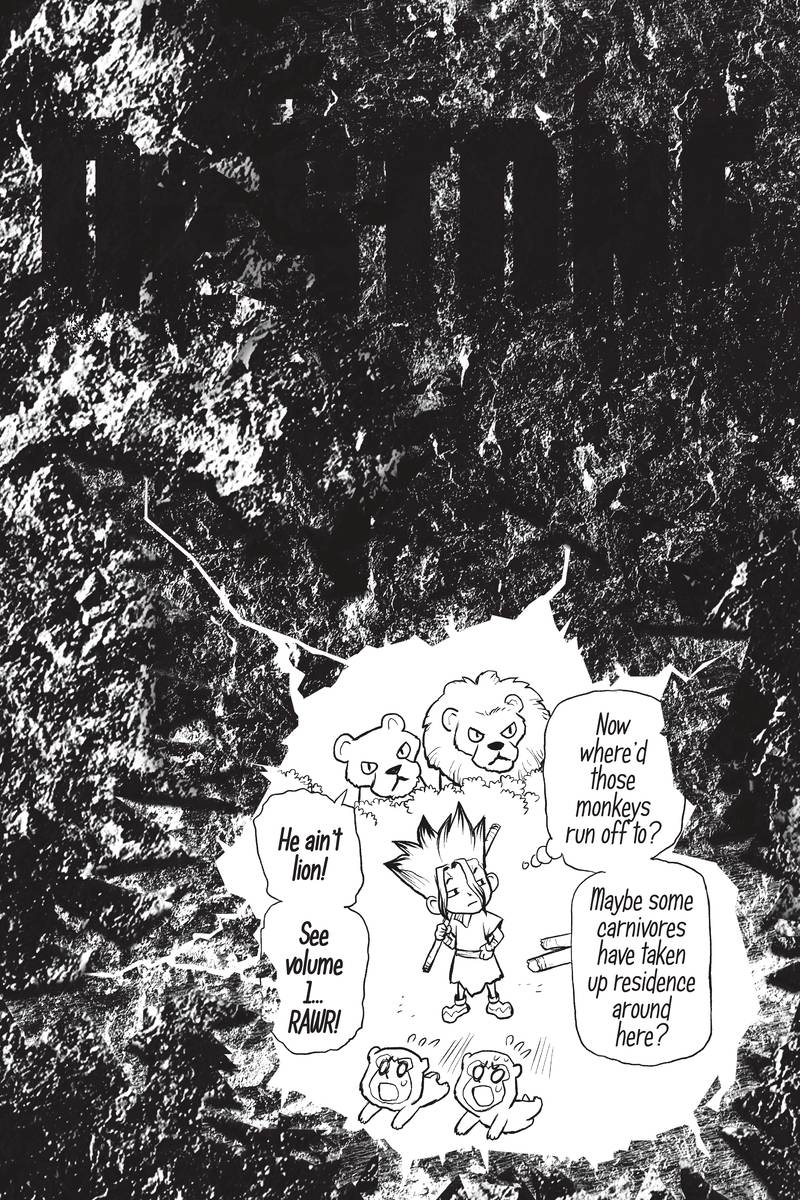 Dr.STONE
Now
where'd
those
monkeys
run off to?
Maybe some
carnivores
have taken
up residence
around
here?
He ain't
lion!
See
volume
1...
RAWR!